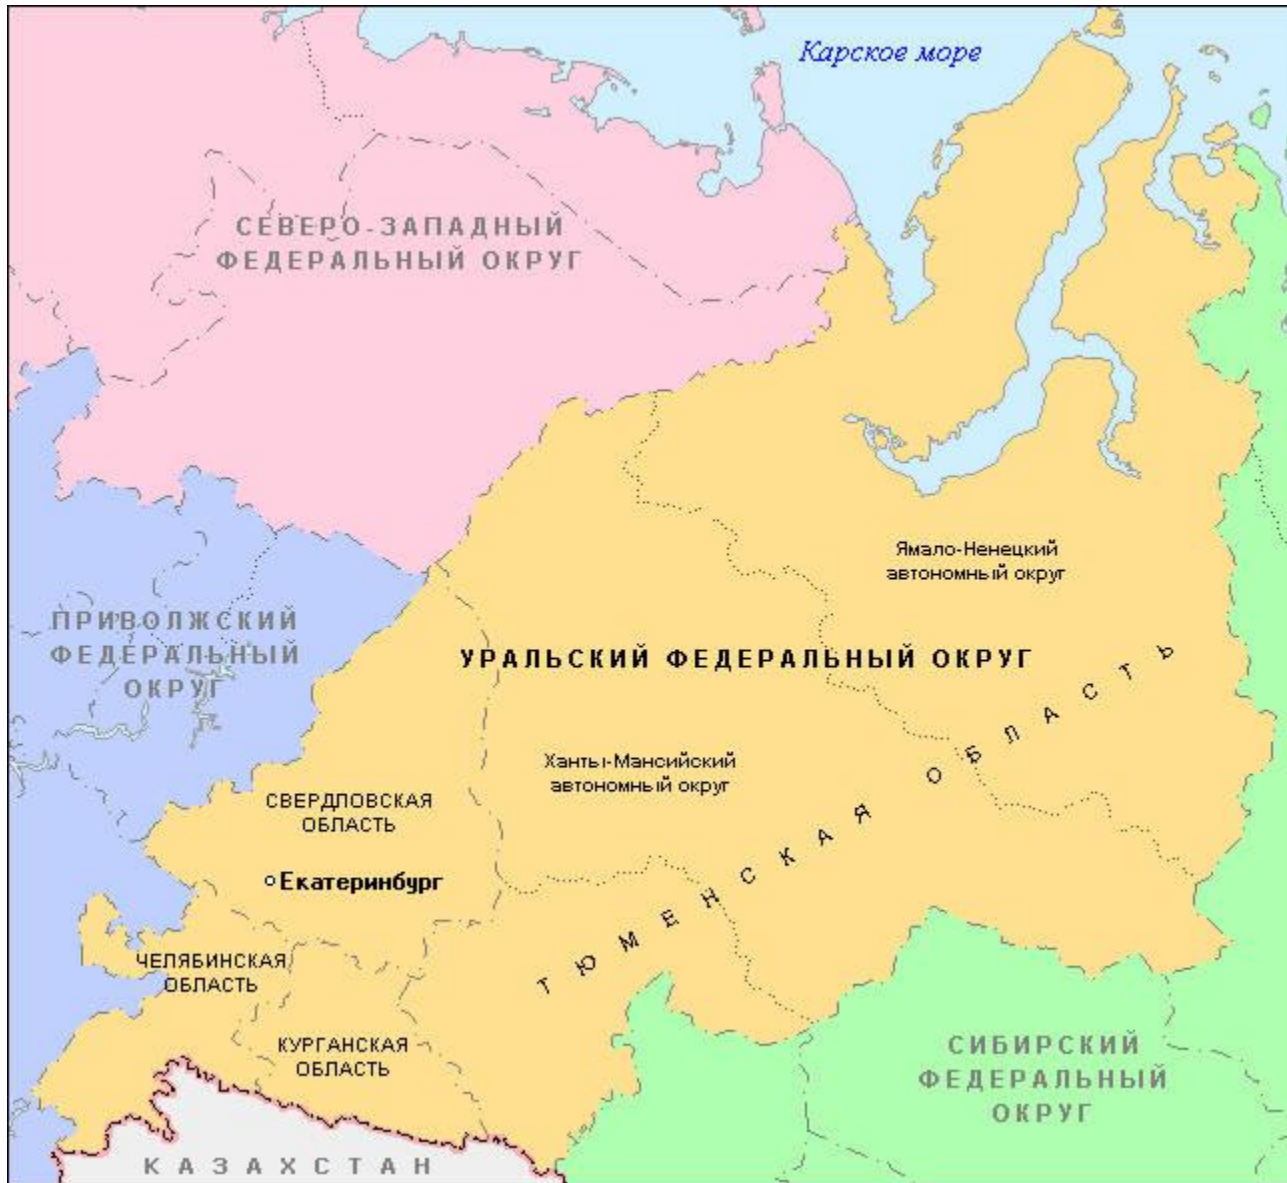 Карское море
СЕВЕРО-ЗАПАДНЫЙ
ФЕДЕРАЛЬНЫЙ ОКРУГ
Ямало-Ненецкий
автономный округ
ПРИВОЛЖСКИЙ
ФЕДЕРАЛЬНЫЙ
ОКРУГ
УРАЛЬСКИЙ ФЕДЕРАЛЬНЫЙ ОКРУГ
Ханты-Мансийский
автономный округ
СВЕРДЛОВСКАЯ
ОБЛАСТЬ
ТЮМЕНСКАЯ ОБЛАСТЬ
Екатеринбург
ЧЕЛЯБИНСКАЯ
ОБЛАСТЬ
КУРГАНСКАЯ
ОБЛАСТЬ
СИБИРСКИЙ
ФЕДЕРАЛЬНЫЙ
ОКРУГ
КАЗАХСТАН